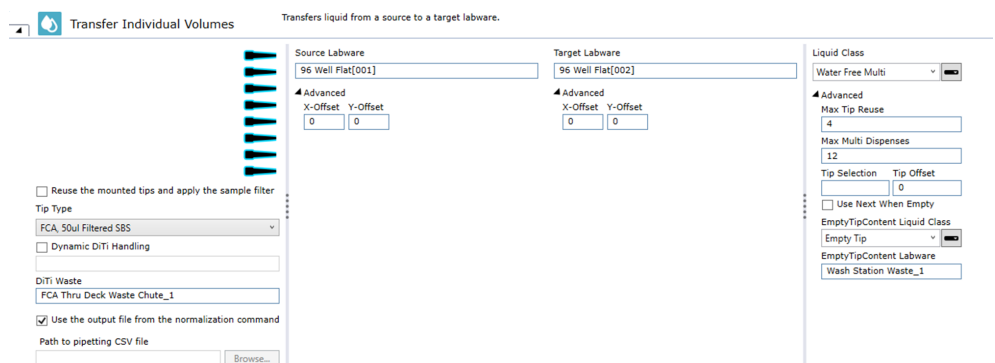 Transfer Individual Volumes
Transfers liquid from a source to a target labware.
Reuse the mounted tips and apply the sample filter
Tip Type
FCA, 50ul Filtered SBS
Dynamic DiTi Handling
DiTi Waste
FCA Thru Deck Waste Chute_1
Use the output file from the normalization command
Path to pipetting CSV file
Browse...
Source Labware
96 Well Flat[001]
Advanced
X-Offset Y-Offset
0 0
Target Labware
96 Well Flat[002]
Advanced
X-Offset Y-Offset
0 0
Liquid Class
Water Free Multi
Advanced
Max Tip Reuse
4
Max Multi Dispenses
12
Tip Selection Tip Offset
0
Use Next When Empty
EmptyTipContent Liquid Class
Empty Tip
EmptyTipContent Labware
Wash Station Waste_1